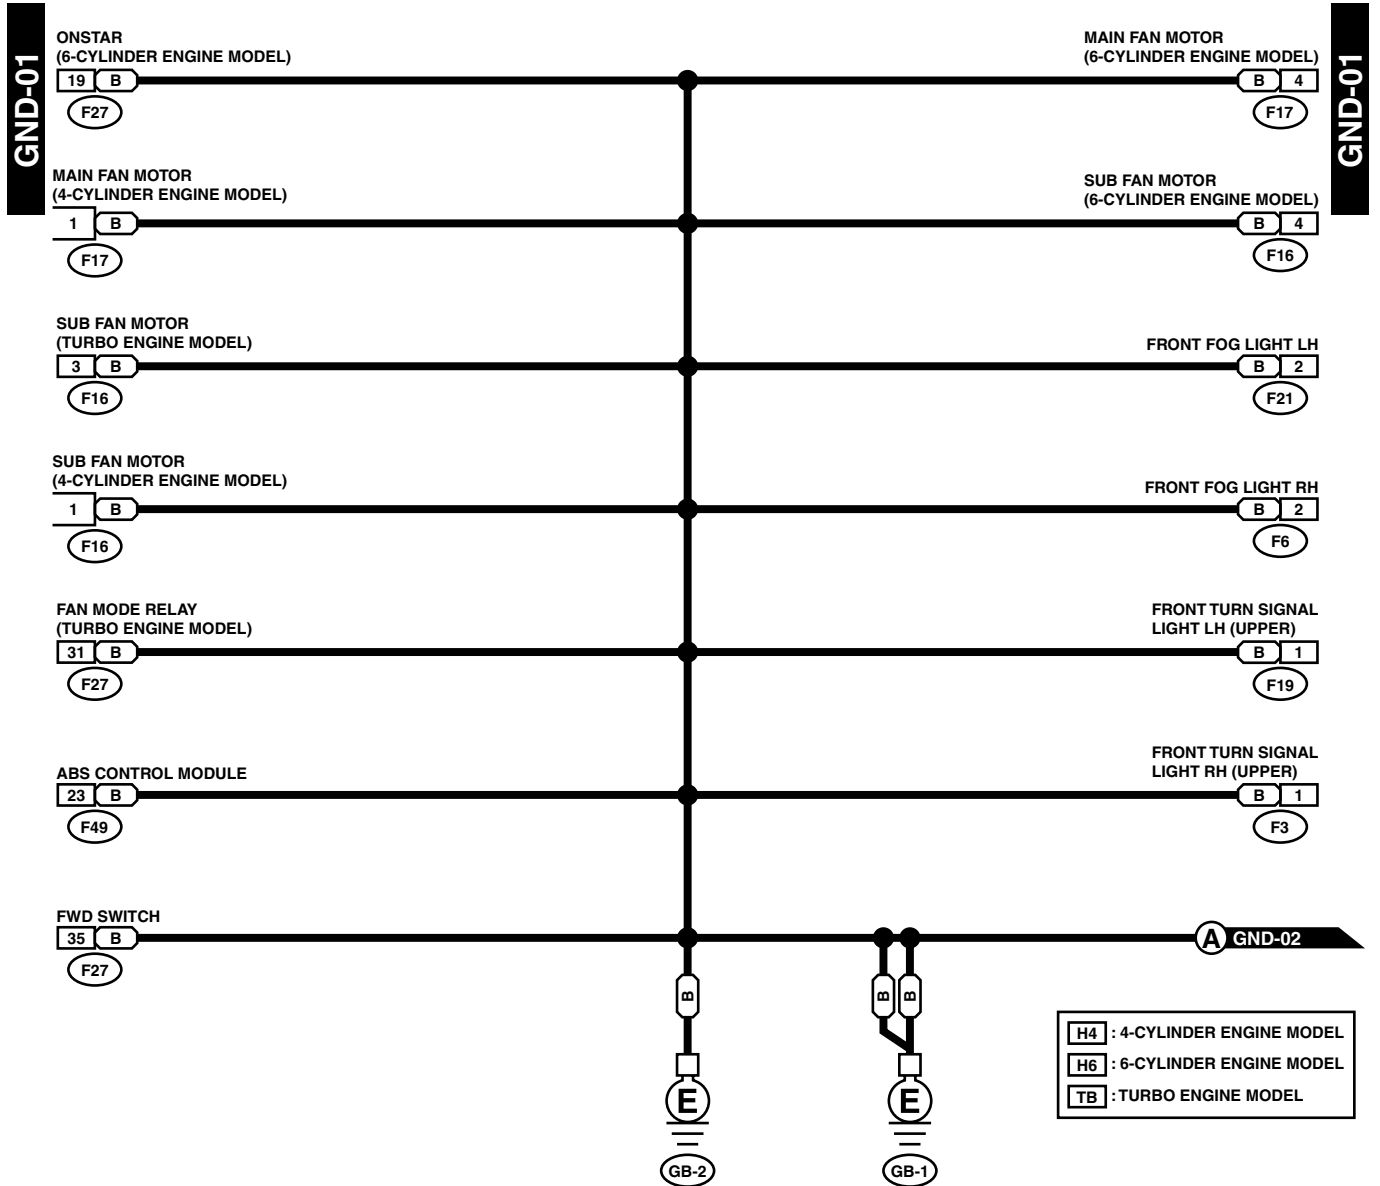 GND-01
GND-01
ONSTAR
(6-CYLINDER ENGINE MODEL)
19 B
F27
MAIN FAN MOTOR
(6-CYLINDER ENGINE MODEL)
B 4
F17
MAIN FAN MOTOR
(4-CYLINDER ENGINE MODEL)
1 B
F17
SUB FAN MOTOR
(6-CYLINDER ENGINE MODEL)
B 4
F16
SUB FAN MOTOR
(TURBO ENGINE MODEL)
3 B
F16
FRONT FOG LIGHT LH
B 2
F21
SUB FAN MOTOR
(4-CYLINDER ENGINE MODEL)
1 B
F16
FRONT FOG LIGHT RH
B 2
F6
FAN MODE RELAY
(TURBO ENGINE MODEL)
31 B
F27
FRONT TURN SIGNAL
LIGHT LH (UPPER)
B 1
F19
ABS CONTROL MODULE
23 B
F49
FRONT TURN SIGNAL
LIGHT RH (UPPER)
B 1
F3
FWD SWITCH
35 B
F27
A GND-02
B
B B
E
E
GB-2
GB-1
H4 : 4-CYLINDER ENGINE MODEL
H6 : 6-CYLINDER ENGINE MODEL
TB : TURBO ENGINE MODEL